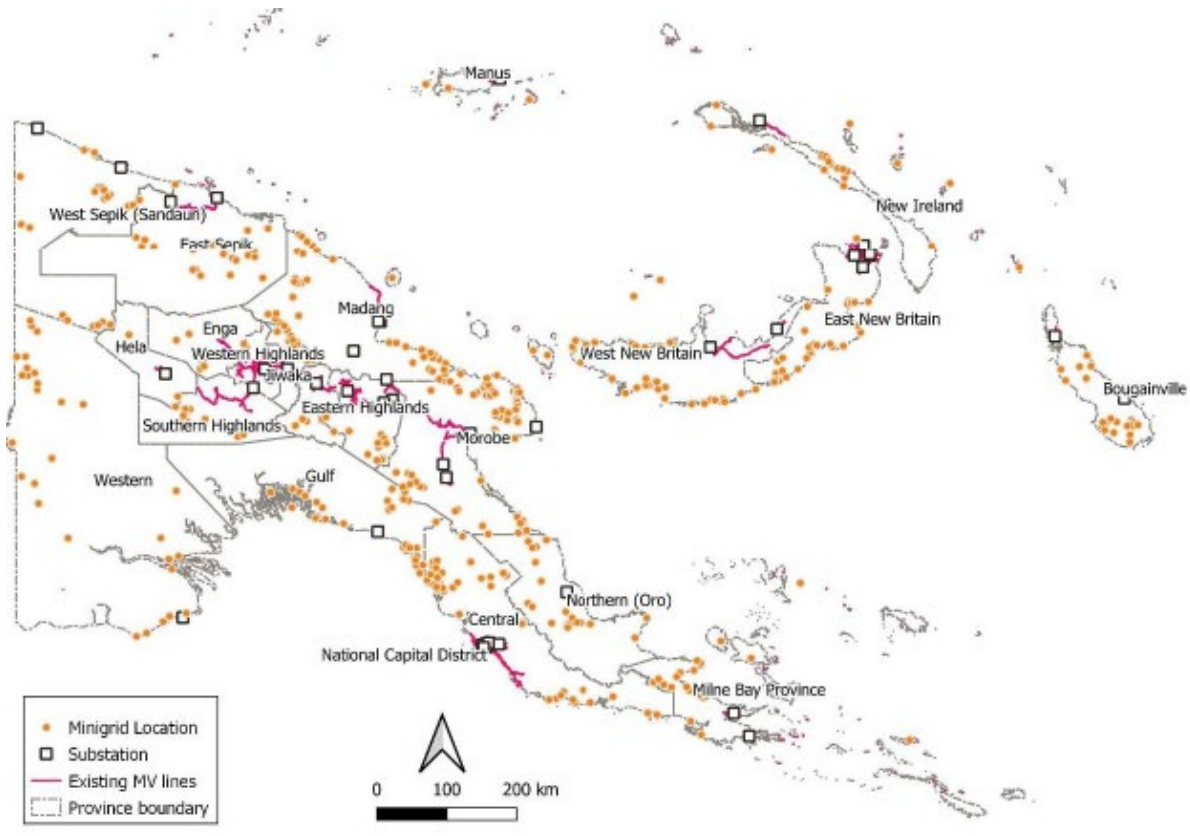 Manus
New Ireland
West Sepik (Sandaun)
East Sepik
Madang
East New Britain
Enga
Hela
Western Highlands
West New Britain
Jiwaka
Bougainville
Eastern Highlands
Southern Highlands
Morobe
Western
Gulf
Northern (Oro)
Central
National Capital District
Milne Bay Province
Minigrid Location
Substation
Existing MV lines
Province boundary
0 100 200 km